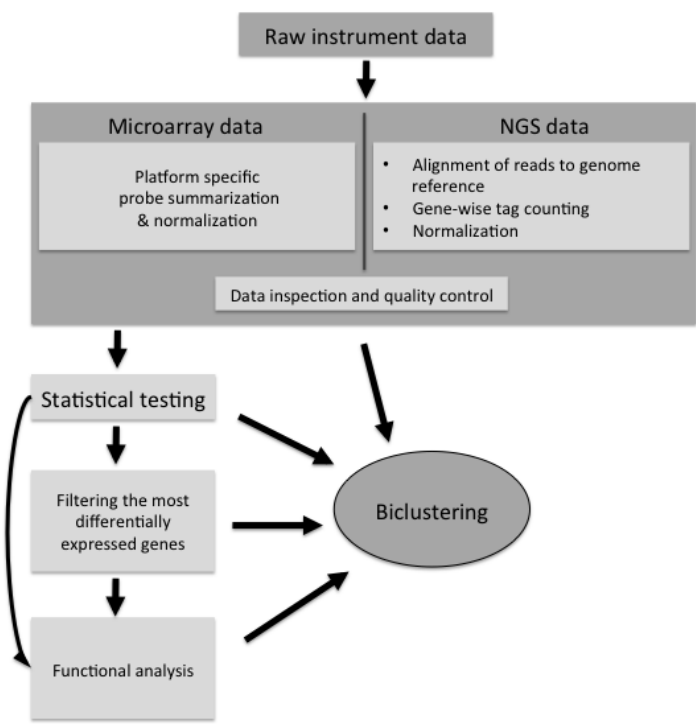 Raw instrument data
Microarray data
Platform specific
probe summarization
& normalization
NGS data
• Alignment of reads to genome
reference
• Gene-wise tag counting
• Normalization
Data inspection and quality control
Statistical testing
Filtering the most
differentially
expressed genes
Functional analysis
Biclustering